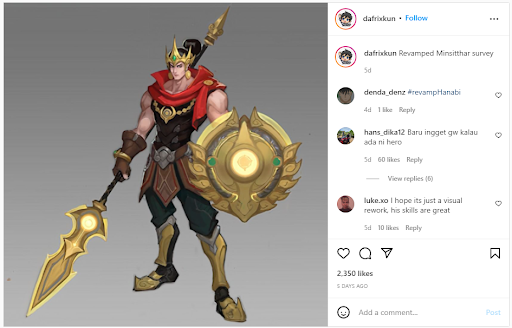 dafrixkun • Follow
dafrixkun Revamped Minsitthar survey
5d
denda_denz #revampHanabi
4d 1 like Reply
hans_dika12 Baru ingget gw kalau
ada ni hero
5d 60 likes Reply
View replies (6)
luke.xo I hope its just a visual
rework, his skills are great
5d 10 likes Reply
2,350 likes
5 DAYS AGO
Add a comment...
Post